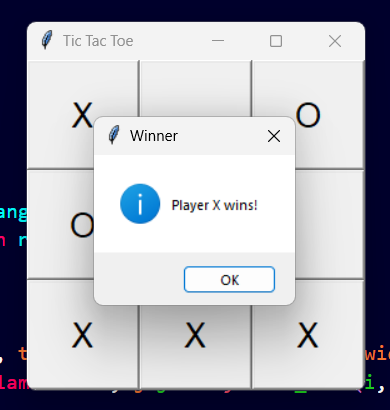 Tic Tac Toe
X
O
Winner
Player X wins!
O
OK
X X X